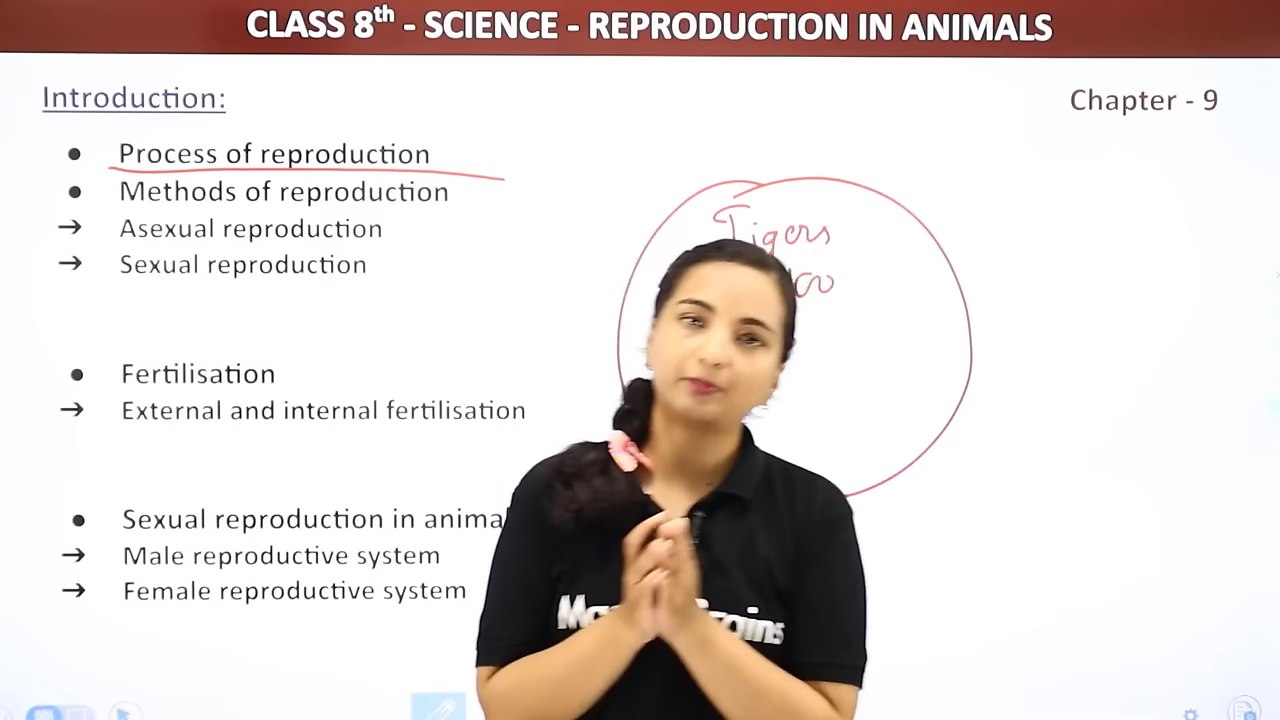 CLASS 8th - SCIENCE - REPRODUCTION IN ANIMALS
Introduction:
Chapter - 9
● Process of reproduction
● Methods of reproduction
→ Asexual reproduction
→ Sexual reproduction
Tigers
● Fertilisation
→ External and internal fertilisation
● Sexual reproduction in
→ Male reproductive system
→ Female reproductive system